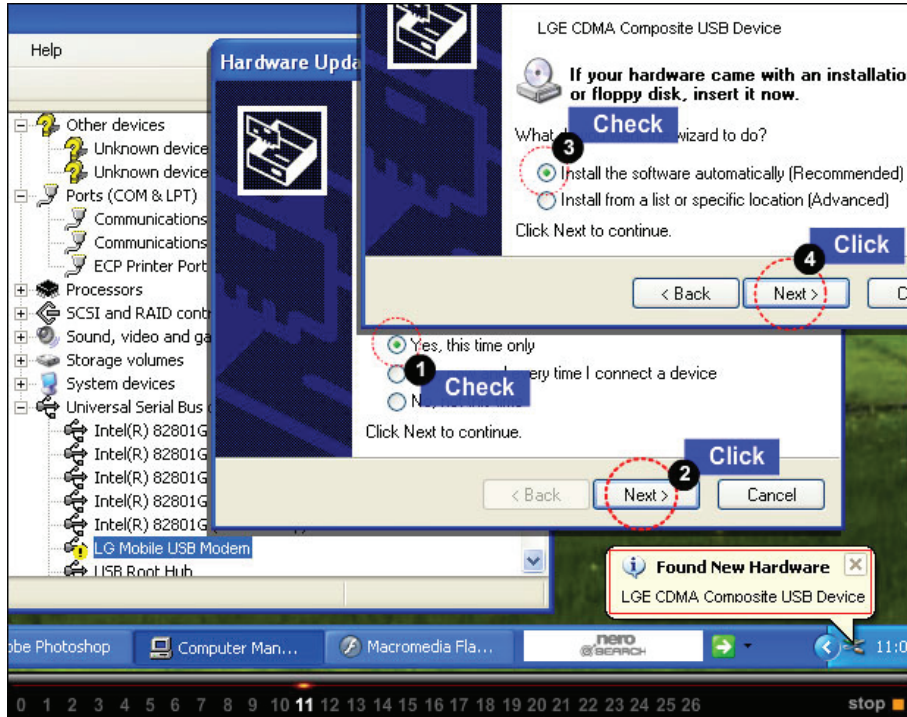 Help
Other devices
Unknown device
Unknown device
Ports (COM & LPT)
Communications
Communications
ECP Printer Port
Processors
SCSI and RAID cont
Sound, video and ga
Storage volumes
System devices
Universal Serial Bus
Intel(R) 82801G
Intel(R) 82801G
Intel(R) 82801G
Intel(R) 82801G
Intel(R) 82801G
LG Mobile USB Modem
USB Root Hub
Hardware Upda
LGE CDMA Composite USB Device
If your hardware came with an installatio
or floppy disk, insert it now.
What wizard to do?
Check
3
Install the software automatically (Recommended)
Install from a list or specific location (Advanced)
Click Next to continue.
4
Click
< Back
Next >
C
Yes, this time only
1
Check
ery time I connect a device
Click Next to continue.
2
Click
< Back
Next >
Cancel
Found New Hardware
LGE CDMA Composite USB Device
obe Photoshop
Computer Man...
Macromedia Fla...
nero
SEARCH
11:0
0 1 2 3 4 5 6 7 8 9 10 11 12 13 14 15 16 17 18 19 20 21 22 23 24 25 26
stop